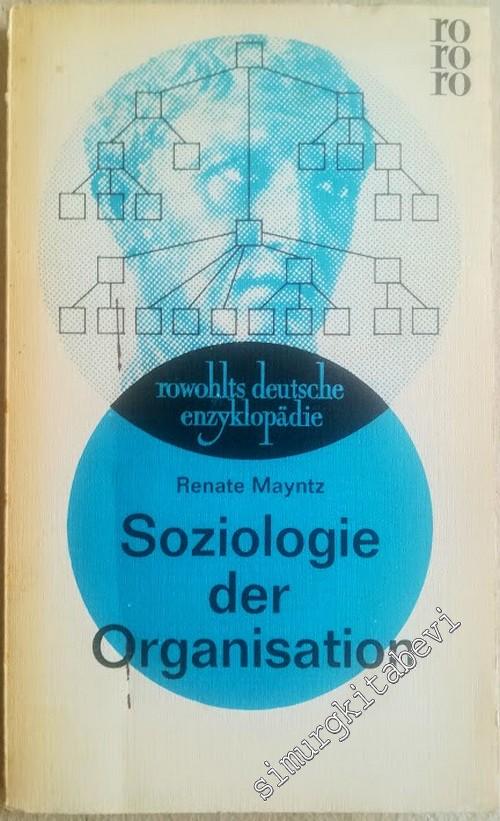 ro
ro
ro
rowohlts deutsche
enzyklopädie
Renate Mayntz
Soziologie
der
Organisation
simurgkitabevi